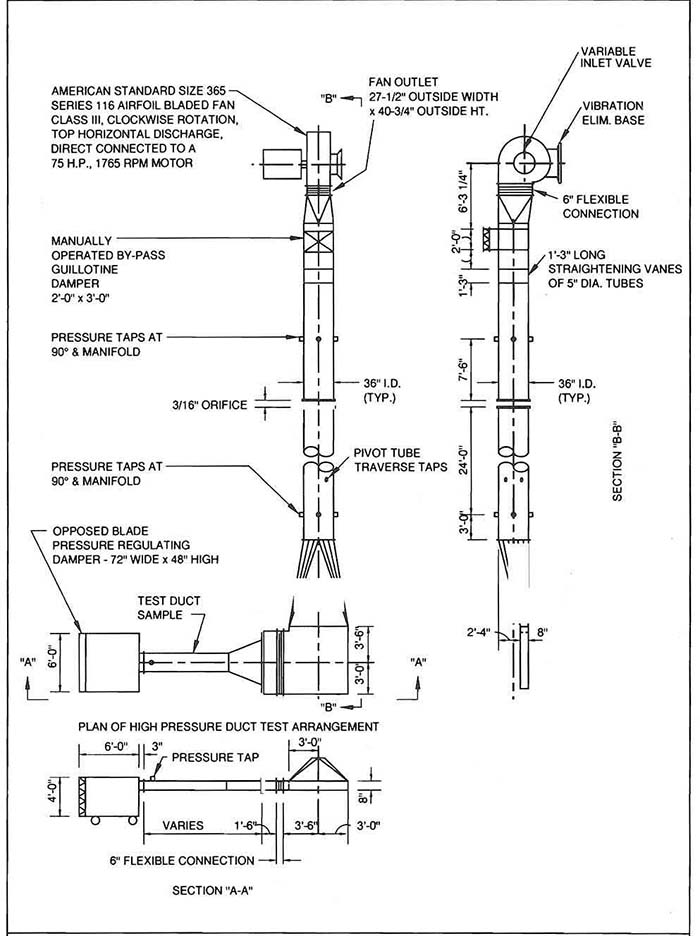 AMERICAN STANDARD SIZE 365
SERIES 116 AIRFOIL BLADED FAN
CLASS III, CLOCKWISE ROTATION,
TOP HORIZONTAL DISCHARGE,
DIRECT CONNECTED TO A
75 H.P., 1765 RPM MOTOR
"B"
FAN OUTLET
27-1/2" OUTSIDE WIDTH
x 40-3/4" OUTSIDE HT.
VARIABLE
INLET VALVE
VIBRATION
ELIM. BASE
6'-3 1/4"
6" FLEXIBLE
CONNECTION
MANUALLY
OPERATED BY-PASS
GUILLOTINE
DAMPER
2'-0" x 3'-0"
2'-0"
1'-3" LONG
STRAIGHTENING VANES
OF 5" DIA. TUBES
1'-3"
PRESSURE TAPS AT
90° & MANIFOLD
7'-6"
36" I.D.
(TYP.)
36" I.D.
(TYP.)
3/16" ORIFICE
PRESSURE TAPS AT
90° & MANIFOLD
PIVOT TUBE
TRAVERSE TAPS
24'-0"
SECTION "B-B"
3'-0"
OPPOSED BLADE
PRESSURE REGULATING
DAMPER - 72" WIDE x 48" HIGH
TEST DUCT
SAMPLE
"A"
6'-0"
3'-6"
3'-0"
"A"
2'-4"
8"
"B"
PLAN OF HIGH PRESSURE DUCT TEST ARRANGEMENT
6'-0"
3"
3'-0"
PRESSURE TAP
4'-0"
8"
VARIES
1'-6"
3'-6"
3'-0"
6" FLEXIBLE CONNECTION
SECTION "A-A"